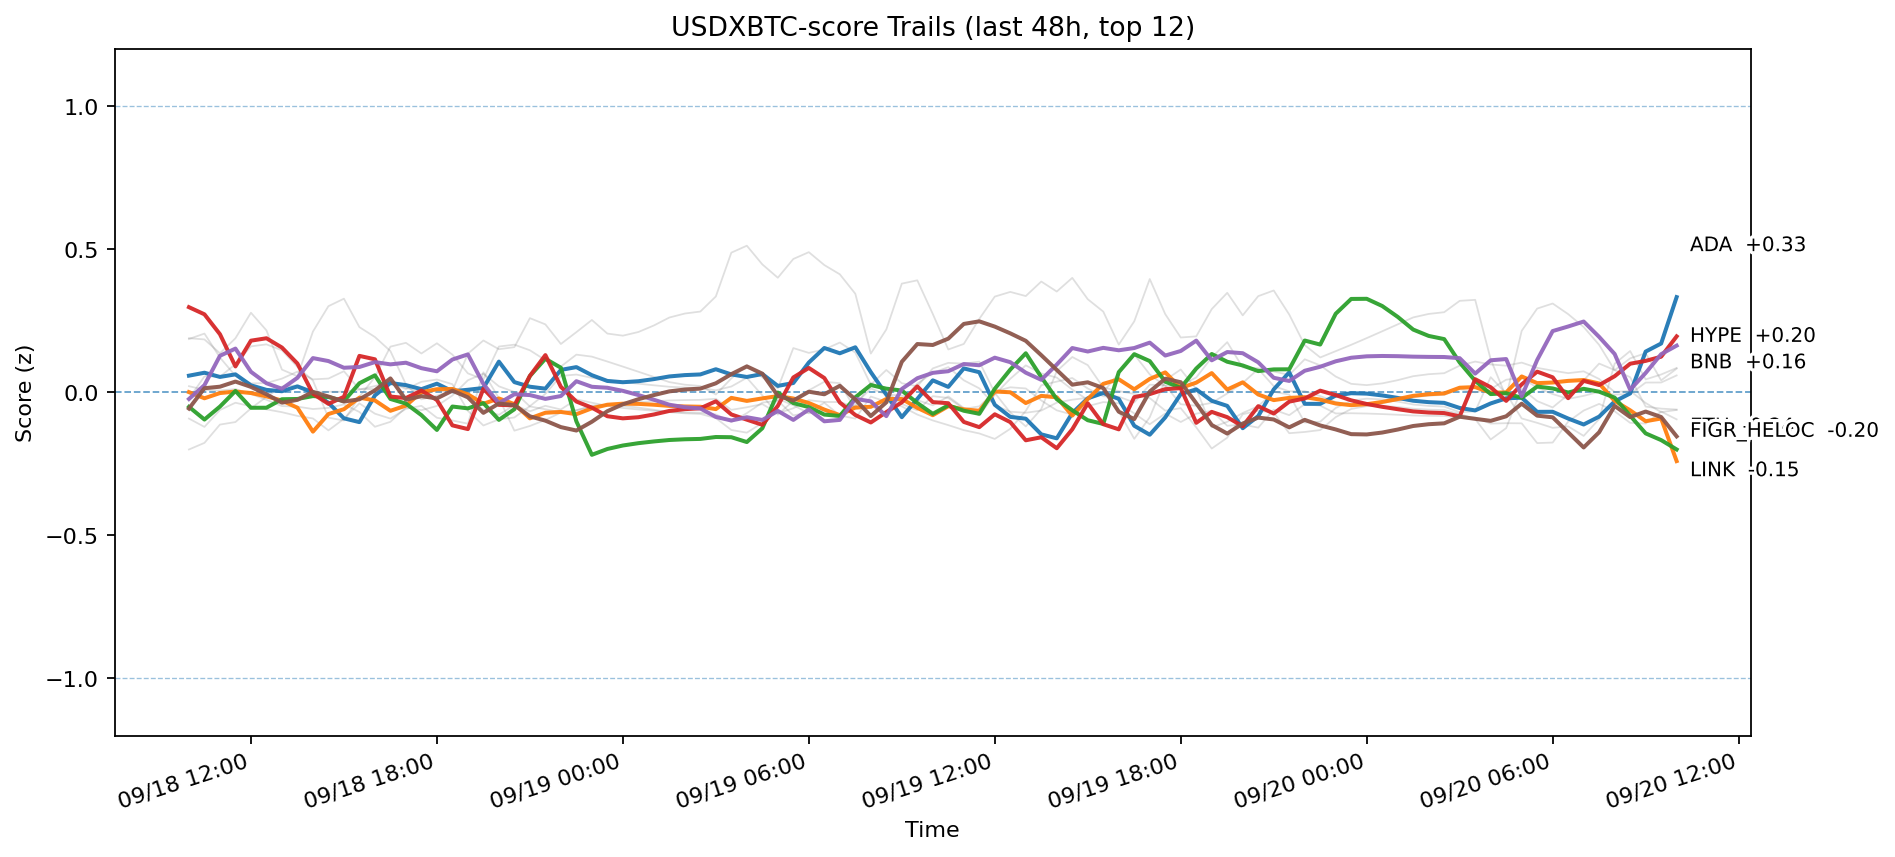 USDXBTC-score Trails (last 48h, top 12)
1.0
0.5
0.0
−0.5
−1.0
Score (z)
ADA +0.33
HYPE +0.20
BNB +0.16
FIGR_HELOC -0.20
LINK -0.15
09/18 12:00
09/18 18:00
09/19 00:00
09/19 06:00
09/19 12:00
09/19 18:00
09/20 00:00
09/20 06:00
09/20 12:00
Time